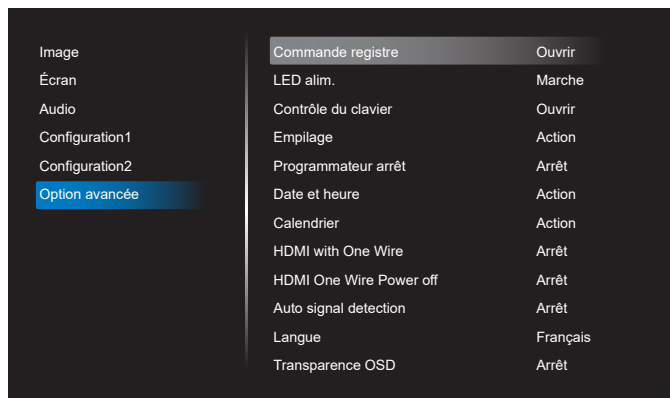 Image
Écran
Audio
Configuration1
Configuration2
Option avancée
Commande registre Ouvrir
LED alim. Marche
Contrôle du clavier Ouvrir
Empilage Action
Programmateur arrêt Arrêt
Date et heure Action
Calendrier Action
HDMI with One Wire Arrêt
HDMI One Wire Power off Arrêt
Auto signal detection Arrêt
Langue Français
Transparence OSD Arrêt